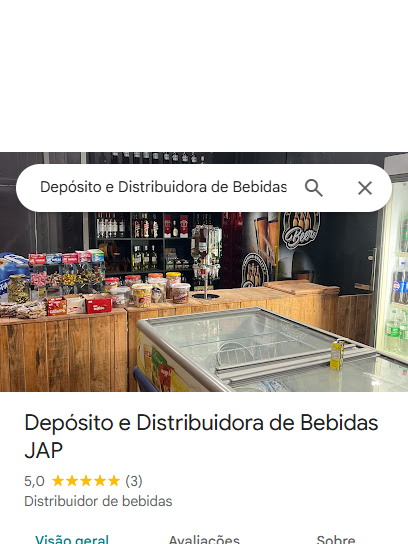 Depósito e Distribuidora de Bebidas
Beer
Depósito e Distribuidora de Bebidas
JAP
5,0 ★★★★★ (3)
Distribuidor de bebidas
Visão geral Avaliações Sobre